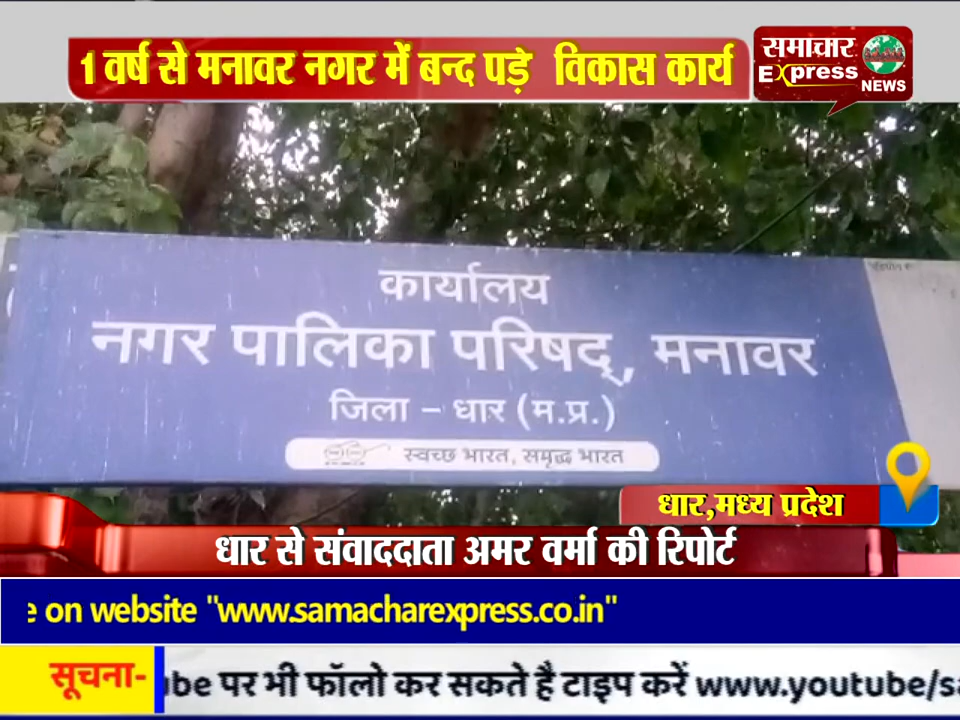 1 वर्ष से मनावर नगर में बन्द पड़े विकास कार्य
समाचार
Express
NEWS
कार्यालय
नगर पालिका परिषद्, मनावर
जिला – धार (म.प्र.)
स्वच्छ भारत, समृद्ध भारत
धार,मध्य प्रदेश
धार से संवाददाता अमर वर्मा की रिपोर्ट
on website "www.samacharexpress.co.in"
सूचना-
be पर भी फॉलो कर सकते है टाइप करें www.youtube/sa